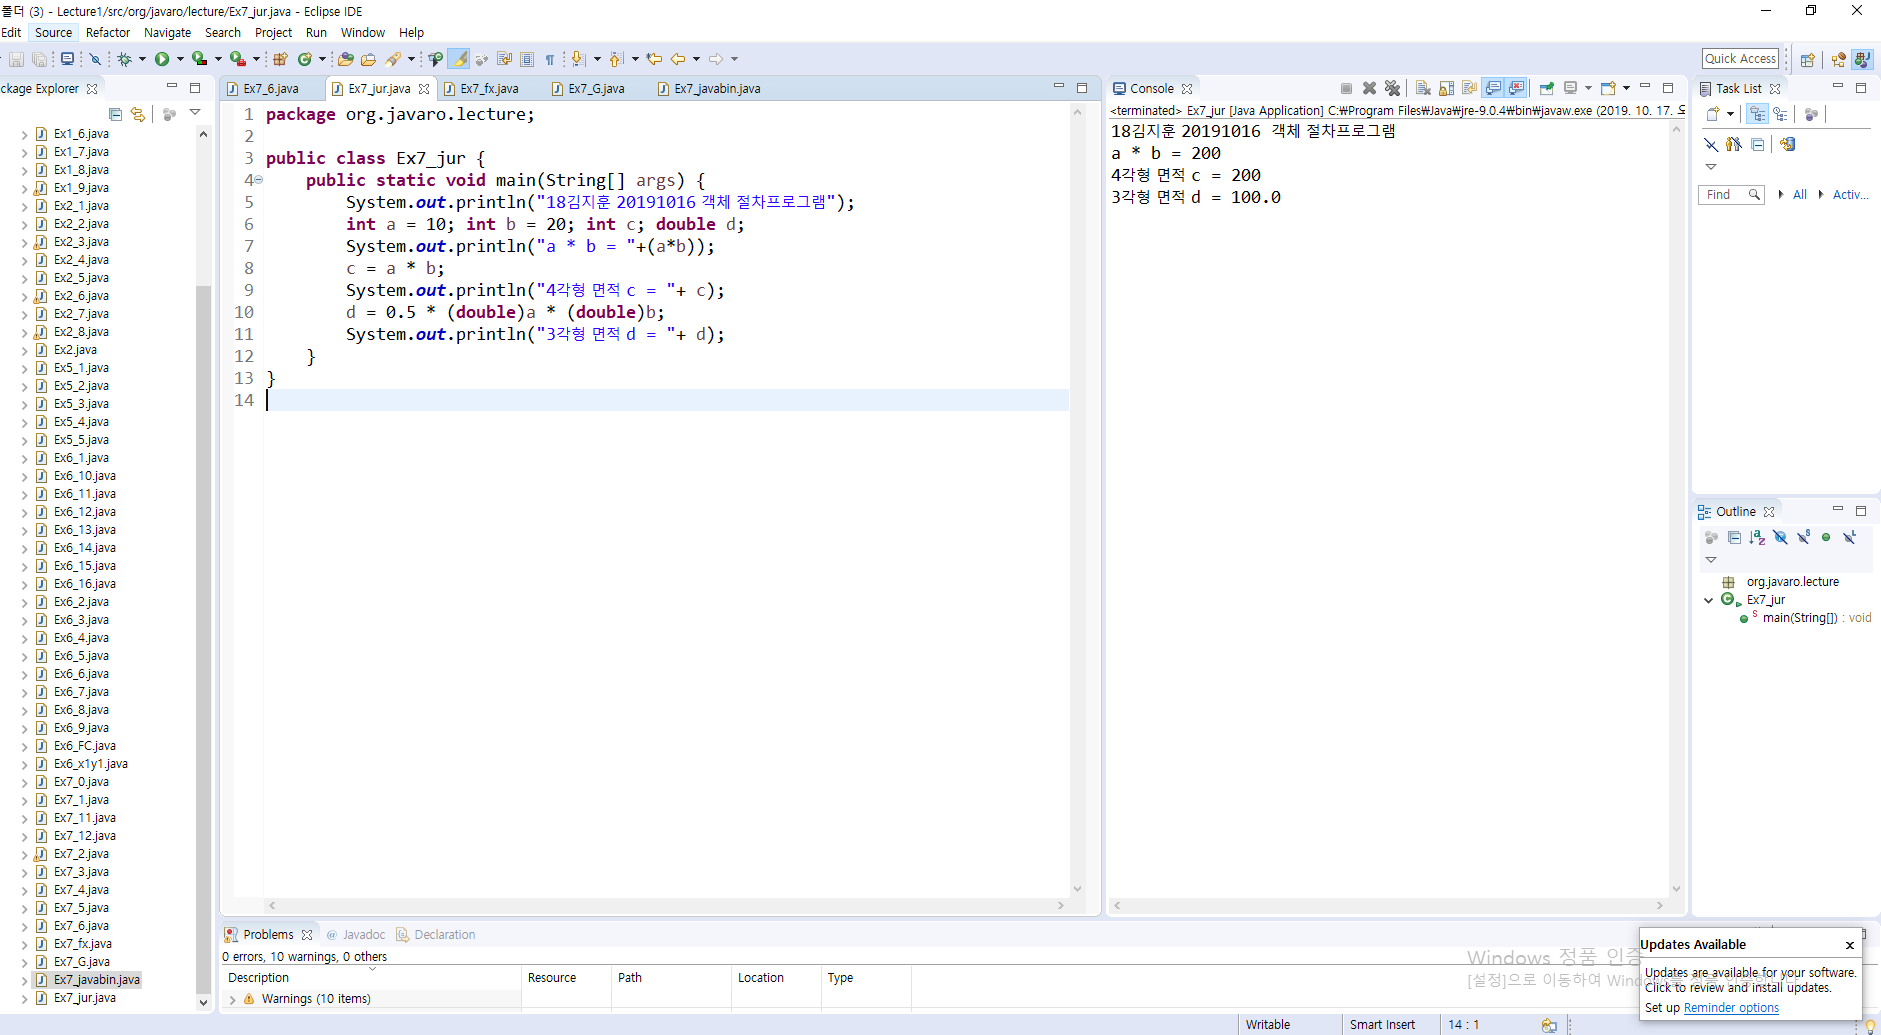 폴더 (3) - Lecture1/src/org/javaro/lecture/Ex7_jur.java - Eclipse IDE
Edit Source Refactor Navigate Search Project Run Window Help
Quick Access
ckage Explorer
Ex1_6.java
Ex1_7.java
Ex1_8.java
Ex1_9.java
Ex2_1.java
Ex2_2.java
Ex2_3.java
Ex2_4.java
Ex2_5.java
Ex2_6.java
Ex2_7.java
Ex2_8.java
Ex2.java
Ex5_1.java
Ex5_2.java
Ex5_3.java
Ex5_4.java
Ex5_5.java
Ex6_1.java
Ex6_10.java
Ex6_11.java
Ex6_12.java
Ex6_13.java
Ex6_14.java
Ex6_15.java
Ex6_16.java
Ex6_2.java
Ex6_3.java
Ex6_4.java
Ex6_5.java
Ex6_6.java
Ex6_7.java
Ex6_8.java
Ex6_9.java
Ex6_FC.java
Ex6_x1y1.java
Ex7_0.java
Ex7_1.java
Ex7_11.java
Ex7_12.java
Ex7_2.java
Ex7_3.java
Ex7_4.java
Ex7_5.java
Ex7_6.java
Ex7_fx.java
Ex7_G.java
Ex7_javabin.java
Ex7_jur.java
Ex7_6.java Ex7_jur.java Ex7_fx.java Ex7_G.java Ex7_javabin.java
1 package org.javaro.lecture;
2
3 public class Ex7_jur {
4 public static void main(String[] args) {
5 System.out.println("18김지훈 20191016 객체 절차프로그램");
6 int a = 10; int b = 20; int c; double d;
7 System.out.println("a * b = "+(a*b));
8 c = a * b;
9 System.out.println("4각형 면적 c = "+ c);
10 d = 0.5 * (double)a * (double)b;
11 System.out.println("3각형 면적 d = "+ d);
12 }
13 }
14
Console
<terminated> Ex7_jur [Java Application] C:₩Program Files₩Java₩jre-9.0.4₩bin₩javaw.exe (2019. 10. 17. 오
18김지훈 20191016 객체 절차프로그램
a * b = 200
4각형 면적 c = 200
3각형 면적 d = 100.0
Task List
Find All Activ...
Outline
org.javaro.lecture
Ex7_jur
main(String[]) : void
Problems Javadoc Declaration
0 errors, 10 warnings, 0 others
Description Resource Path Location Type
Warnings (10 items)
Windows 정품 인증
[설정]으로 이동하여
Updates Available
Updates are available for your software.
Click to review and install updates.
Set up Reminder options
Writable Smart Insert 14 : 1